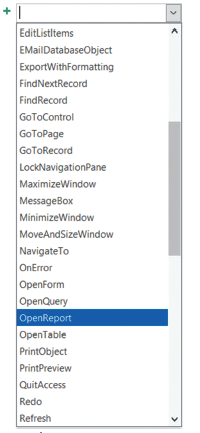 EditListItems
EMailDatabaseObject
ExportWithFormatting
FindNextRecord
FindRecord
GoToControl
GoToPage
GoToRecord
LockNavigationPane
MaximizeWindow
MessageBox
MinimizeWindow
MoveAndSizeWindow
NavigateTo
OnError
OpenForm
OpenQuery
OpenReport
OpenTable
PrintObject
PrintPreview
QuitAccess
Redo
Refresh